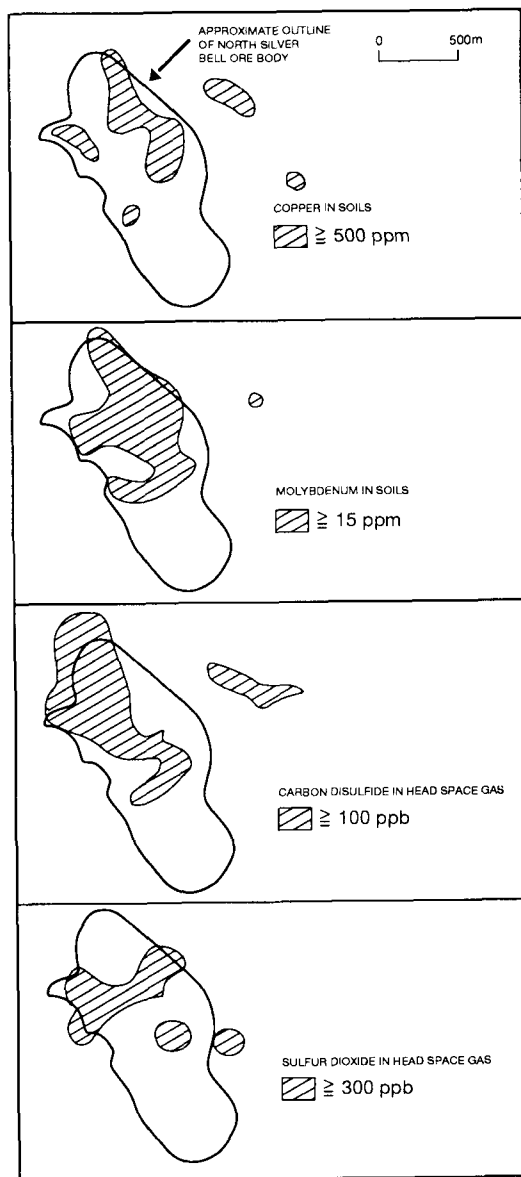 APPROXIMATE OUTLINE
OF NORTH SILVER
BELL ORE BODY
0 500m
COPPER IN SOILS
≧ 500 ppm
MOLYBDENUM IN SOILS
≧ 15 ppm
CARBON DISULFIDE IN HEAD SPACE GAS
≧ 100 ppb
SULFUR DIOXIDE IN HEAD SPACE GAS
≧ 300 ppb